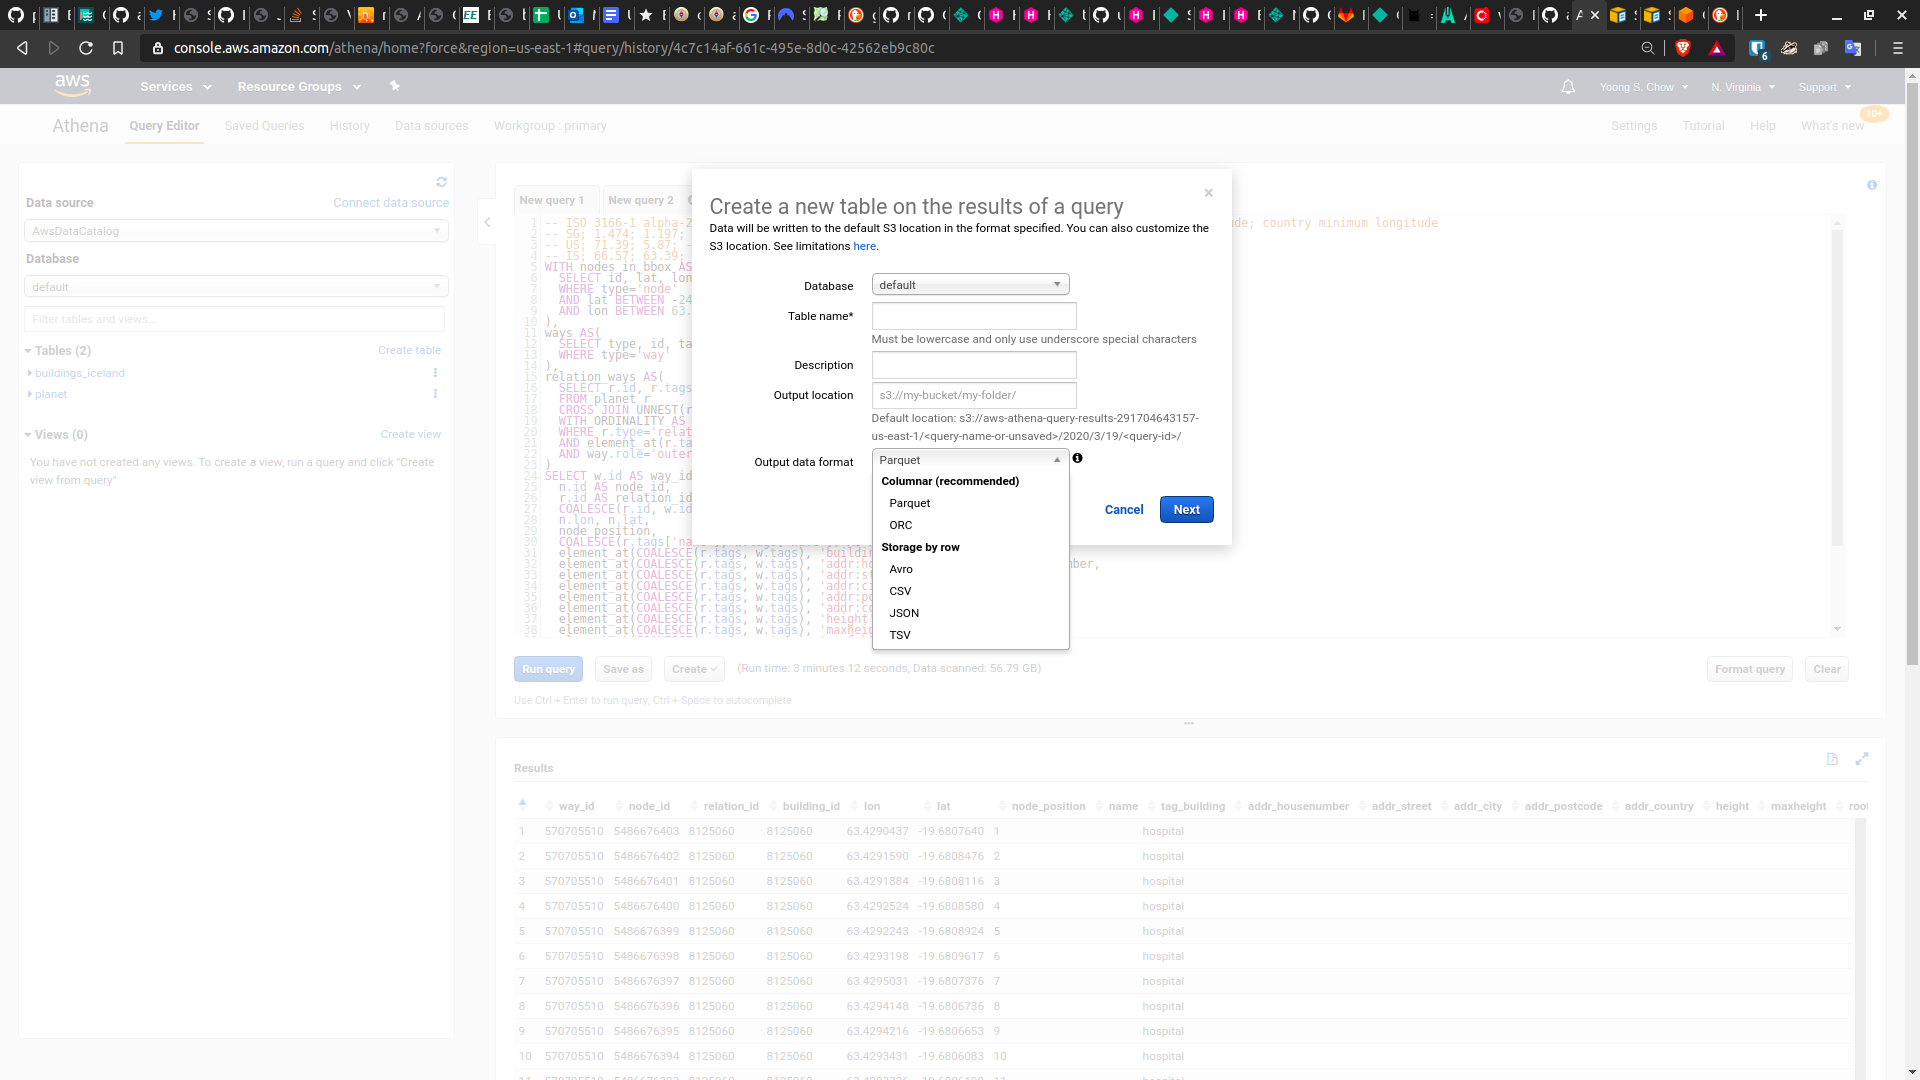 console.aws.amazon.com/athena/home?force&region=us-east-1#query/history/4c7c14af-661c-495e-8d0c-42562eb9c80c
6
aws
Services
Resource Groups
Yoong S. Chow
N. Virginia
Support
Athena
Query Editor
Saved Queries
History
Data sources
Workgroup : primary
Settings
Tutorial
Help
What's new
10+
Data source
Connect data source
AwsDataCatalog
Database
default
Filter tables and views...
Tables (2)
Create table
buildings_iceland
planet
Views (0)
Create view
You have not created any views. To create a view, run a query and click "Create
view from query"
New query 1
New query 2
1 -- ISO 3166-1 alpha-2 ude; country minimum longitude
2 -- SG; 1.474; 1.197;
3 -- US; 71.39; 5.87; -
4 -- IS; 66.57; 63.39;
5 WITH nodes_in_bbox AS
6 SELECT id, lat, lon
7 WHERE type='node'
8 AND lat BETWEEN -24
9 AND lon BETWEEN 63.
10 ),
11 ways AS(
12 SELECT type, id, ta
13 WHERE type='way'
14 ),
15 relation_ways AS(
16 SELECT r.id, r.tags
17 FROM planet r
18 CROSS JOIN UNNEST(r
19 WITH ORDINALITY AS
20 WHERE r.type='relat
21 AND element_at(r.ta
22 AND way.role='outer
23 )
24 SELECT w.id AS way_id
25 n.id AS node_id,
26 r.id AS relation_id
27 COALESCE(r.id, w.id
28 n.lon, n.lat,
29 node_position,
30 COALESCE(r.tags['na
31 element_at(COALESCE(r.tags, w.tags), 'buildin
32 element_at(COALESCE(r.tags, w.tags), 'addr:ho mber,
33 element_at(COALESCE(r.tags, w.tags), 'addr:st
34 element_at(COALESCE(r.tags, w.tags), 'addr:ci
35 element_at(COALESCE(r.tags, w.tags), 'addr:po
36 element_at(COALESCE(r.tags, w.tags), 'addr:co
37 element_at(COALESCE(r.tags, w.tags), 'height'
38 element_at(COALESCE(r.tags, w.tags), 'maxheig
Create a new table on the results of a query
Data will be written to the default S3 location in the format specified. You can also customize the
S3 location. See limitations here.
Database
default
Table name*
Must be lowercase and only use underscore special characters
Description
Output location
s3://my-bucket/my-folder/
Default location: s3://aws-athena-query-results-291704643157-
us-east-1/<query-name-or-unsaved>/2020/3/19/<query-id>/
Output data format
Parquet
Columnar (recommended)
Parquet
ORC
Storage by row
Avro
CSV
JSON
TSV
Cancel
Next
Run query
Save as
Create
(Run time: 3 minutes 12 seconds, Data scanned: 56.79 GB)
Format query
Clear
Use Ctrl + Enter to run query, Ctrl + Space to autocomplete
Results
way_id node_id relation_id building_id lon lat node_position name tag_building addr_housenumber addr_street addr_city addr_postcode addr_country height maxheight roof
1 570705510 5486676403 8125060 8125060 63.4290437 -19.6807640 1 hospital
2 570705510 5486676402 8125060 8125060 63.4291590 -19.6808476 2 hospital
3 570705510 5486676401 8125060 8125060 63.4291884 -19.6808116 3 hospital
4 570705510 5486676400 8125060 8125060 63.4292524 -19.6808580 4 hospital
5 570705510 5486676399 8125060 8125060 63.4292243 -19.6808924 5 hospital
6 570705510 5486676398 8125060 8125060 63.4293198 -19.6809617 6 hospital
7 570705510 5486676397 8125060 8125060 63.4295031 -19.6807376 7 hospital
8 570705510 5486676396 8125060 8125060 63.4294148 -19.6806736 8 hospital
9 570705510 5486676395 8125060 8125060 63.4294216 -19.6806653 9 hospital
10 570705510 5486676394 8125060 8125060 63.4293431 -19.6806083 10 hospital